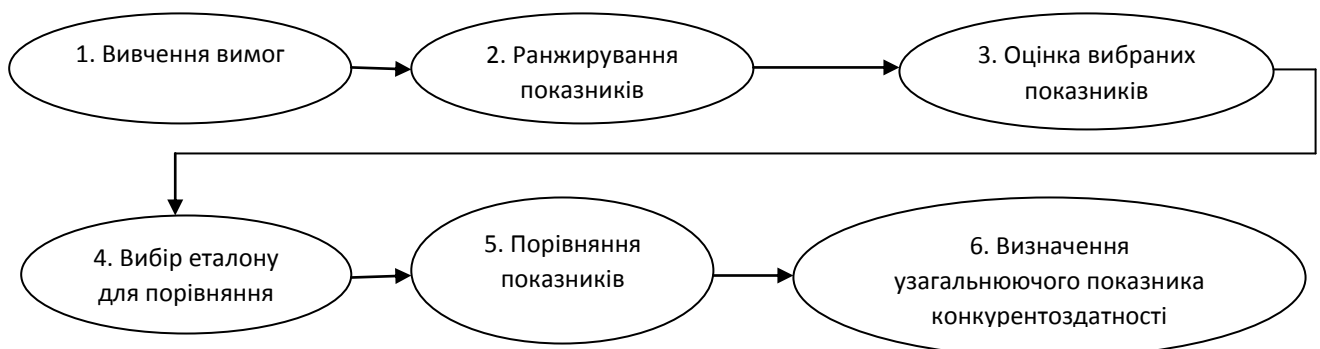 1. Вивчення вимог
2. Ранжирування
показників
3. Оцінка вибраних
показників
4. Вибір еталону
для порівняння
5. Порівняння
показників
6. Визначення
узагальнюючого показника
конкурентоздатності